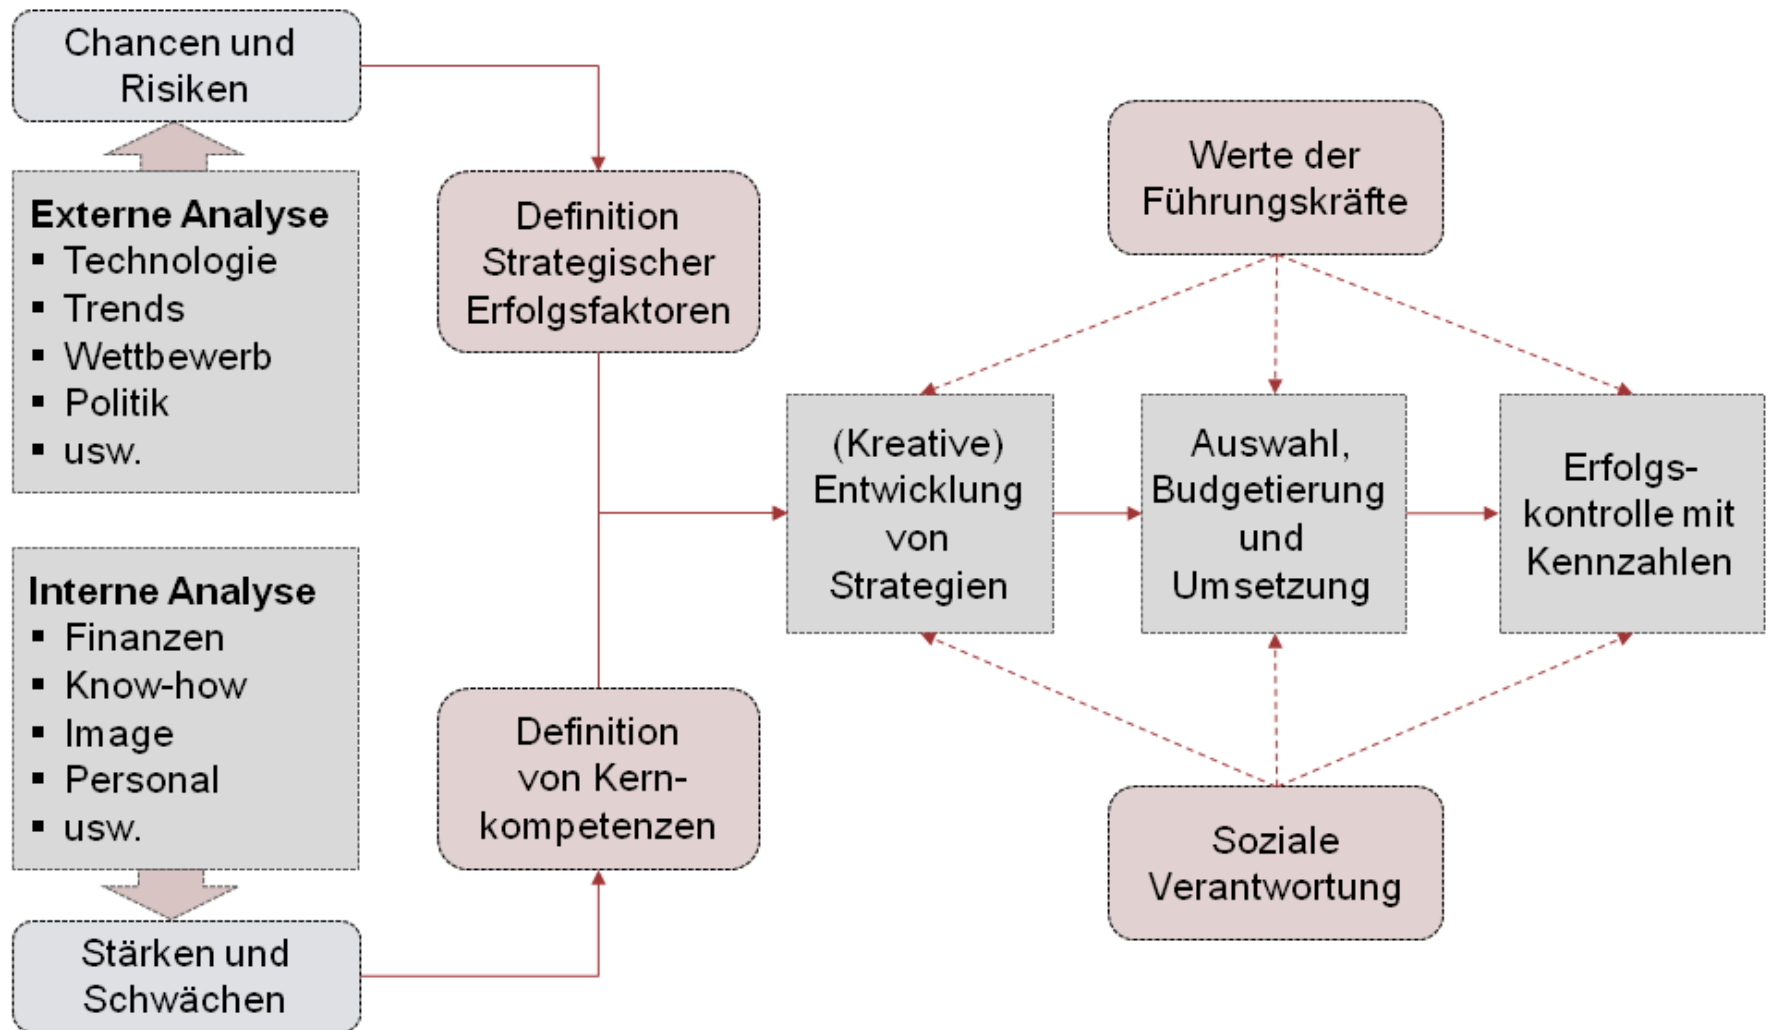 Chancen und
Risiken
Externe Analyse
▪ Technologie
▪ Trends
▪ Wettbewerb
▪ Politik
▪ usw.
Interne Analyse
▪ Finanzen
▪ Know-how
▪ Image
▪ Personal
▪ usw.
Stärken und
Schwächen
Definition
Strategischer
Erfolgsfaktoren
Definition
von Kern-
kompetenzen
Werte der
Führungskräfte
(Kreative)
Entwicklung
von
Strategien
Auswahl,
Budgetierung
und
Umsetzung
Erfolgs-
kontrolle mit
Kennzahlen
Soziale
Verantwortung